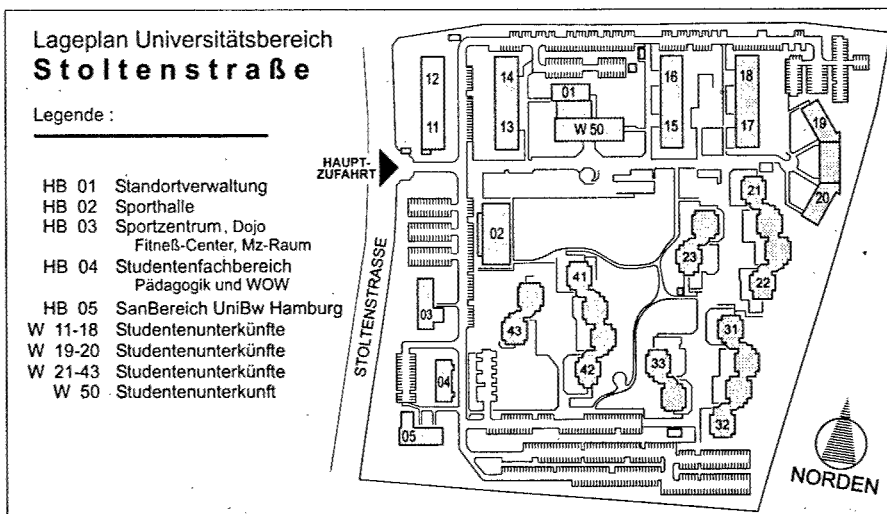 Lageplan Universitätsbereich
Stoltenstraße
Legende :
HB 01 Standortverwaltung
HB 02 Sporthalle
HB 03 Sportzentrum, Dojo
Fitneß-Center, Mz-Raum
HB 04 Studentenfachbereich
Pädagogik und WOW
HB 05 SanBereich UniBw Hamburg
W 11-18 Studentenunterkünfte
W 19-20 Studentenunterkünfte
W 21-43 Studentenunterkünfte
W 50 Studentenunterkunft
HAUPT-
ZUFAHRT
STOLTENSTRASSE
12
11
14
13
01
W 50
16
15
18
17
19
20
21
22
23
02
41
42
43
31
32
33
03
04
05
NORDEN